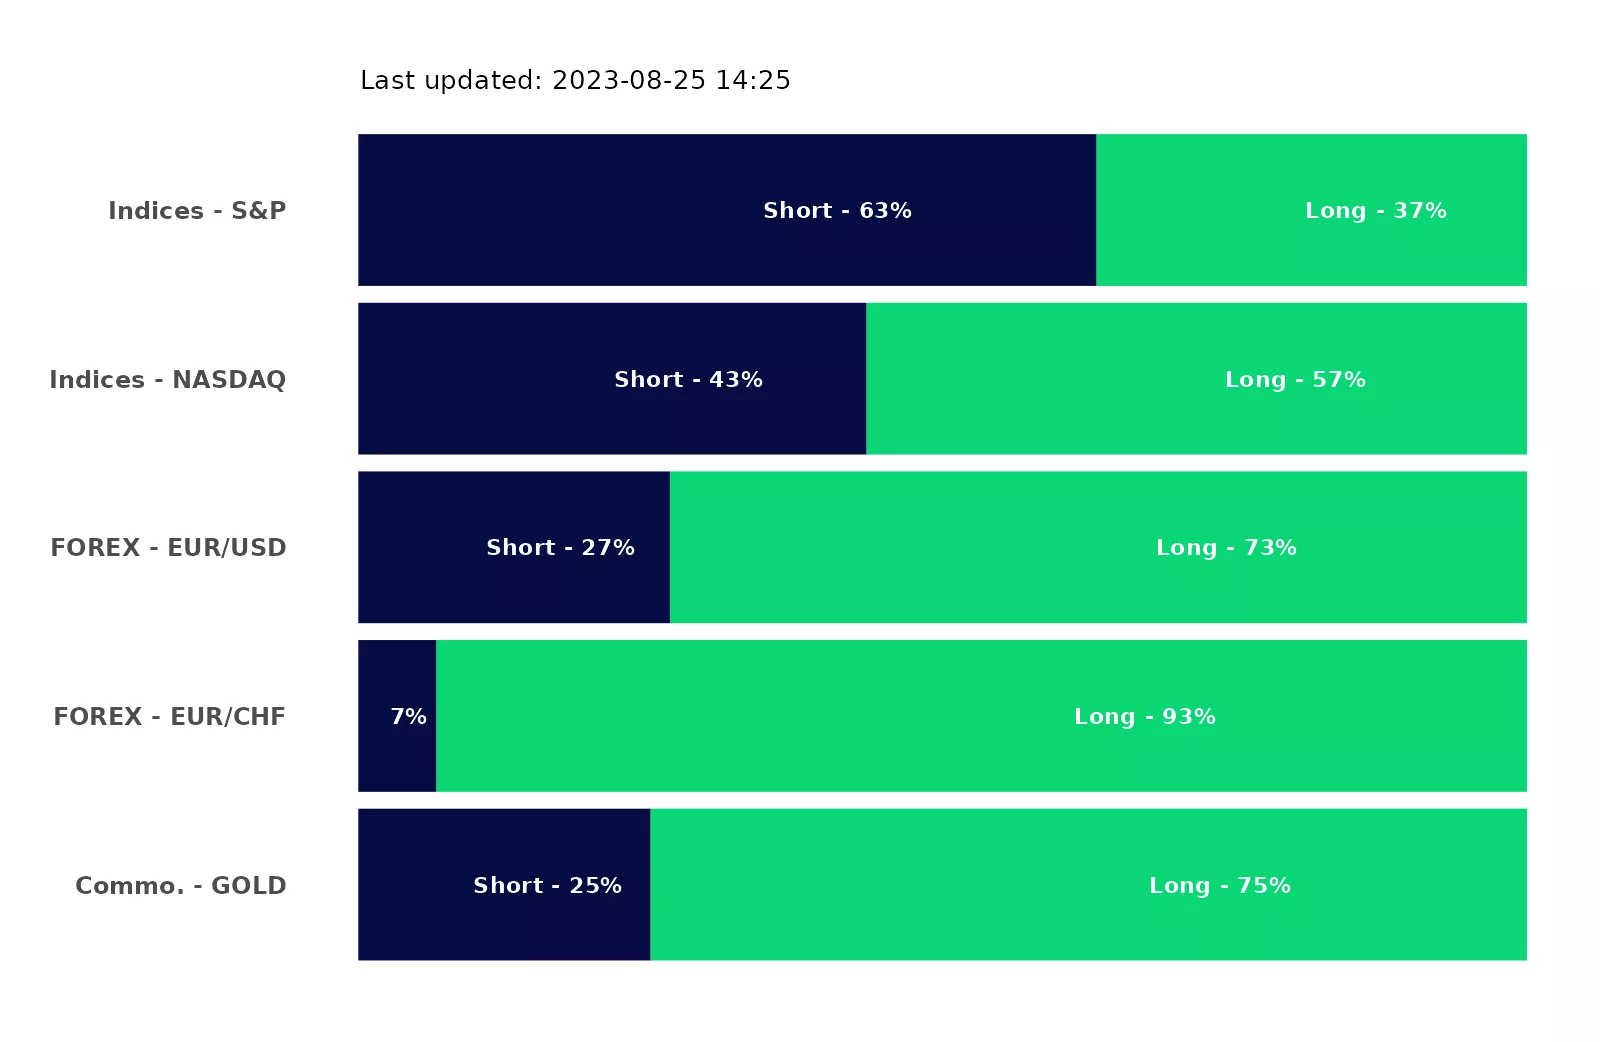 Last updated: 2023-08-25 14:25
Indices - S&P Short - 63% Long - 37%
Indices - NASDAQ Short - 43% Long - 57%
FOREX - EUR/USD Short - 27% Long - 73%
FOREX - EUR/CHF 7% Long - 93%
Commo. - GOLD Short - 25% Long - 75%